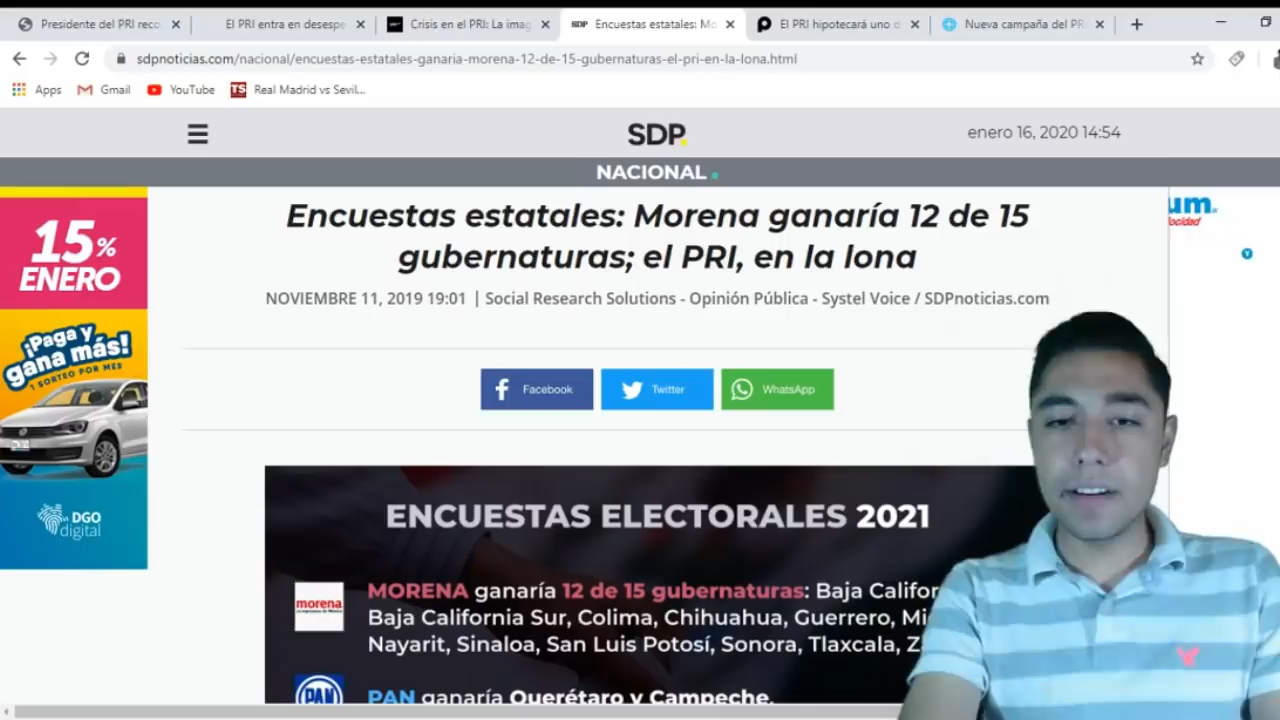 Presidente del PRI reco
El PRI entra en desespe
Crisis en el PRI: La imag
SDP Encuestas estatales: Mo
El PRI hipotecará uno d
Nueva campaña del PR
sdpnoticias.com/nacional/encuestas-estatales-ganaria-morena-12-de-15-gubernaturas-el-pri-en-la-lona.html
Apps Gmail YouTube TS Real Madrid vs Sevil...
SDP.
enero 16, 2020 14:54
NACIONAL
15%
ENERO
¡Paga y
gana más!
1 SORTEO POR MES
DGO
digital
um
Encuestas estatales: Morena ganaría 12 de 15
gubernaturas; el PRI, en la lona
NOVIEMBRE 11, 2019 19:01 | Social Research Solutions - Opinión Pública - Systel Voice / SDPnoticias.com
Facebook Twitter WhatsApp
ENCUESTAS ELECTORALES 2021
morena
MORENA ganaría 12 de 15 gubernaturas: Baja Califor
Baja California Sur, Colima, Chihuahua, Guerrero, Mi
Nayarit, Sinaloa, San Luis Potosí, Sonora, Tlaxcala, Z
PAN
PAN ganaría Querétaro y Campeche.